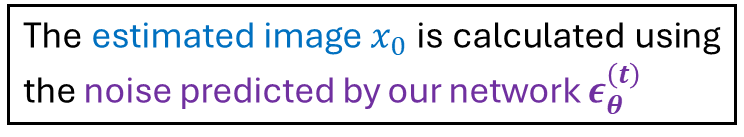 The estimated image x₀ is calculated using
the noise predicted by our network ϵ_θ^(t)